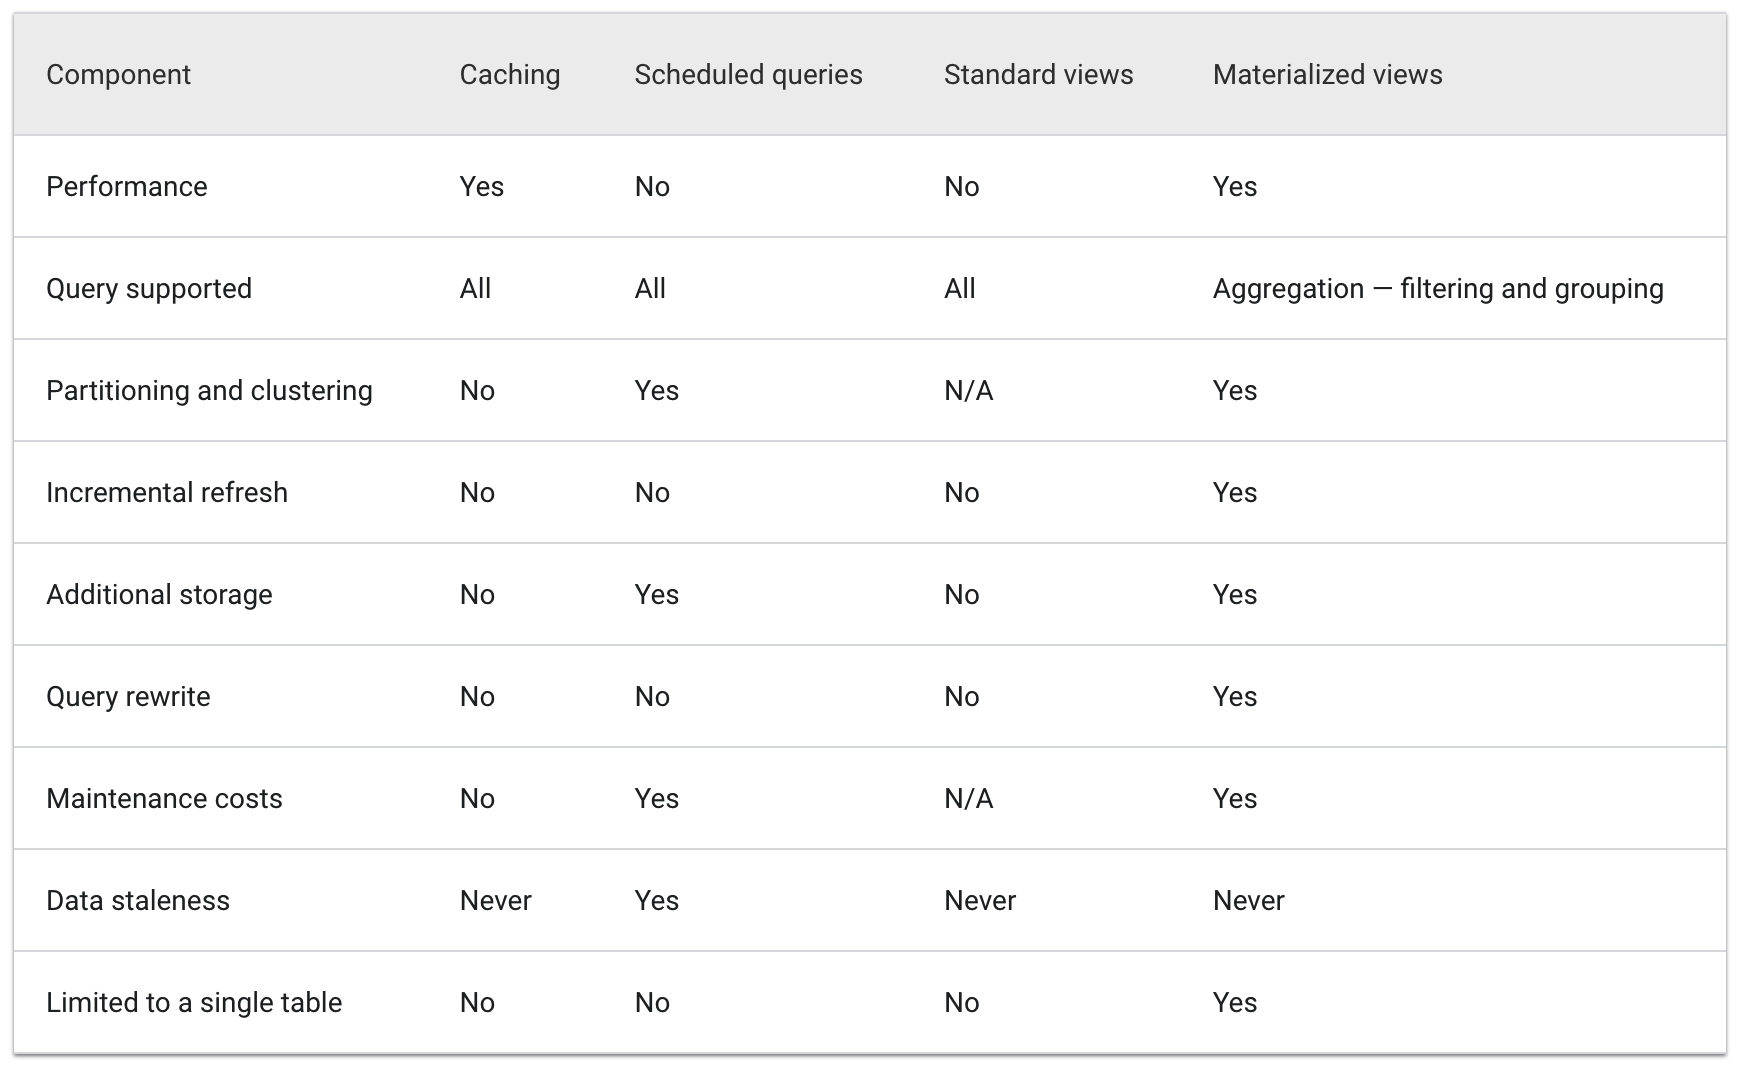 Component Caching Scheduled queries Standard views Materialized views
Performance Yes No No Yes
Query supported All All All Aggregation — filtering and grouping
Partitioning and clustering No Yes N/A Yes
Incremental refresh No No No Yes
Additional storage No Yes No Yes
Query rewrite No No No Yes
Maintenance costs No Yes N/A Yes
Data staleness Never Yes Never Never
Limited to a single table No No No Yes